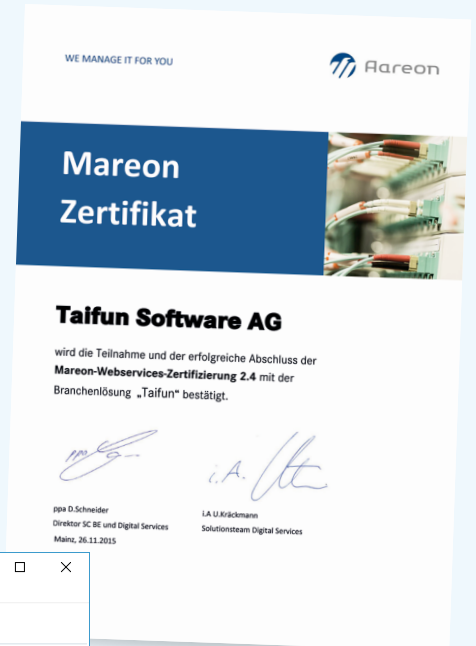 WE MANAGE IT FOR YOU
Aareon
Mareon
Zertifikat
Taifun Software AG
wird die Teilnahme und der erfolgreiche Abschluss der
Mareon-Webservices-Zertifizierung 2.4 mit der
Branchenlösung „Taifun“ bestätigt.
ppa
i.A.
ppa D.Schneider
Direktor SC BE und Digital Services
Mainz, 26.11.2015
i.A U.Kräckmann
Solutionsteam Digital Services